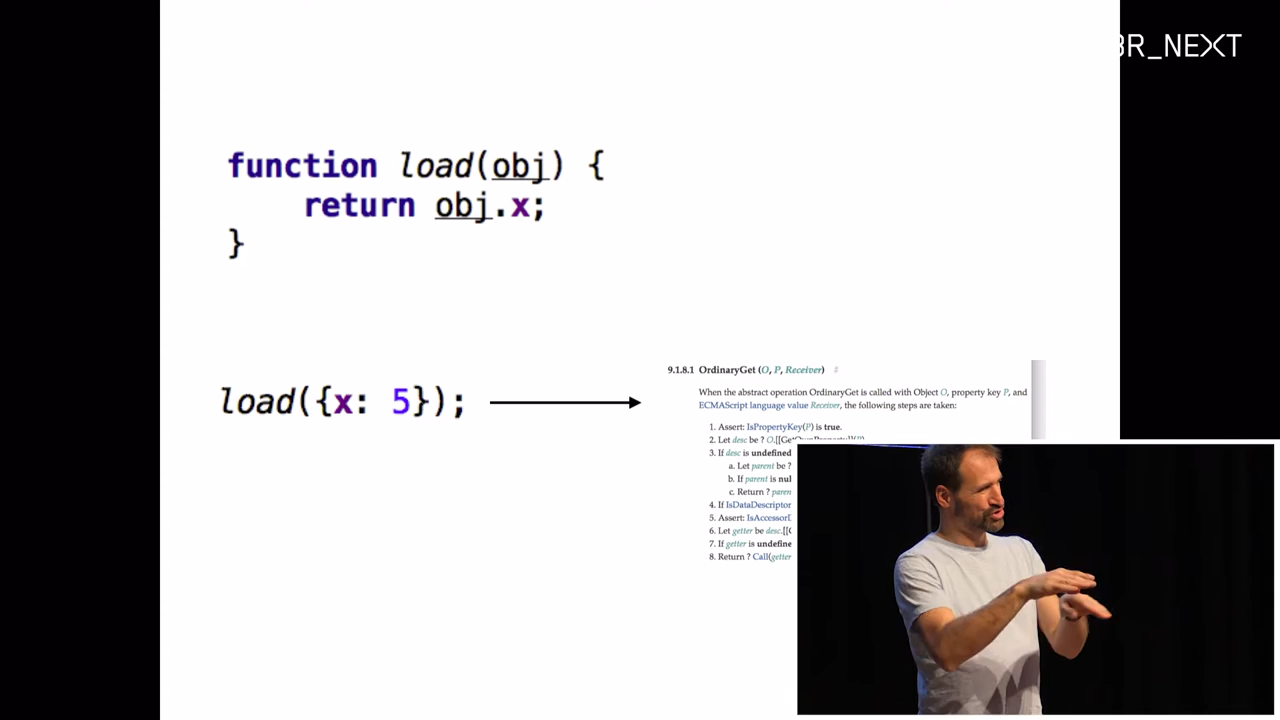 BR_NEXT
function load(obj) {
return obj.x;
}
load({x: 5});
9.1.8.1 OrdinaryGet (O, P, Receiver) #
When the abstract operation OrdinaryGet is called with Object O, property key P, and
ECMAScript language value Receiver, the following steps are taken:
1. Assert: IsPropertyKey(P) is true.
2. Let desc be ? O.[[GetOwnProperty]](P).
3. If desc is undefined
a. Let parent be ?
b. If parent is nul
c. Return ? paren
4. If IsDataDescriptor
5. Assert: IsAccessorD
6. Let getter be desc.[[G
7. If getter is undefine
8. Return ? Call(getter